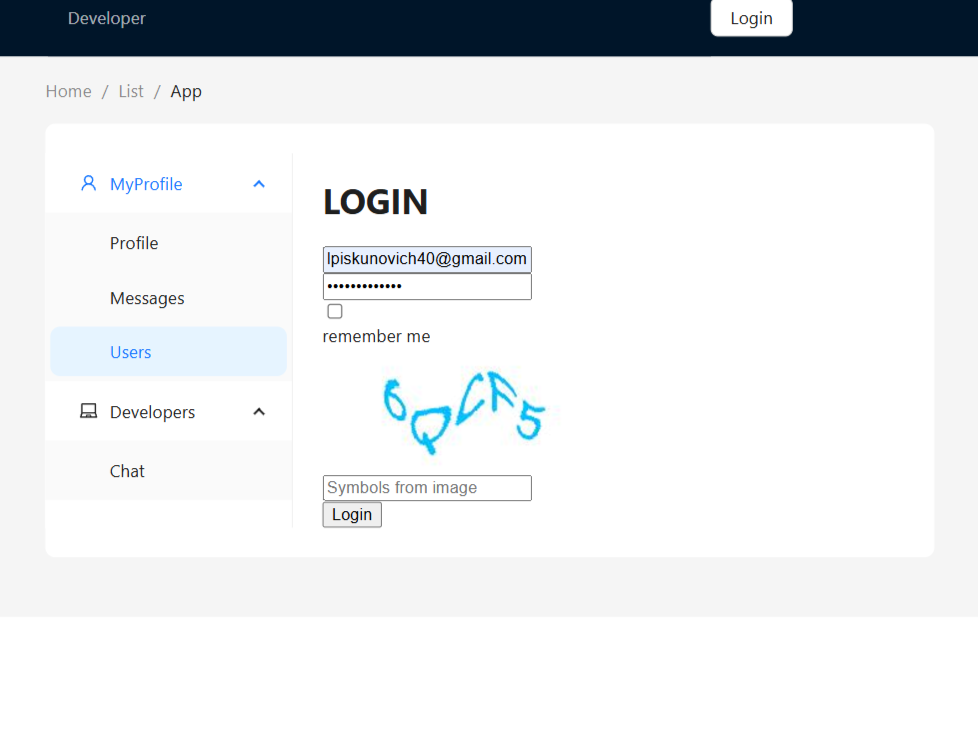 Developer
Login
Home / List / App
MyProfile
Profile
Messages
Users
Developers
Chat
LOGIN
lpiskunovich40@gmail.com
•••••••••••••
remember me
Symbols from image
Login